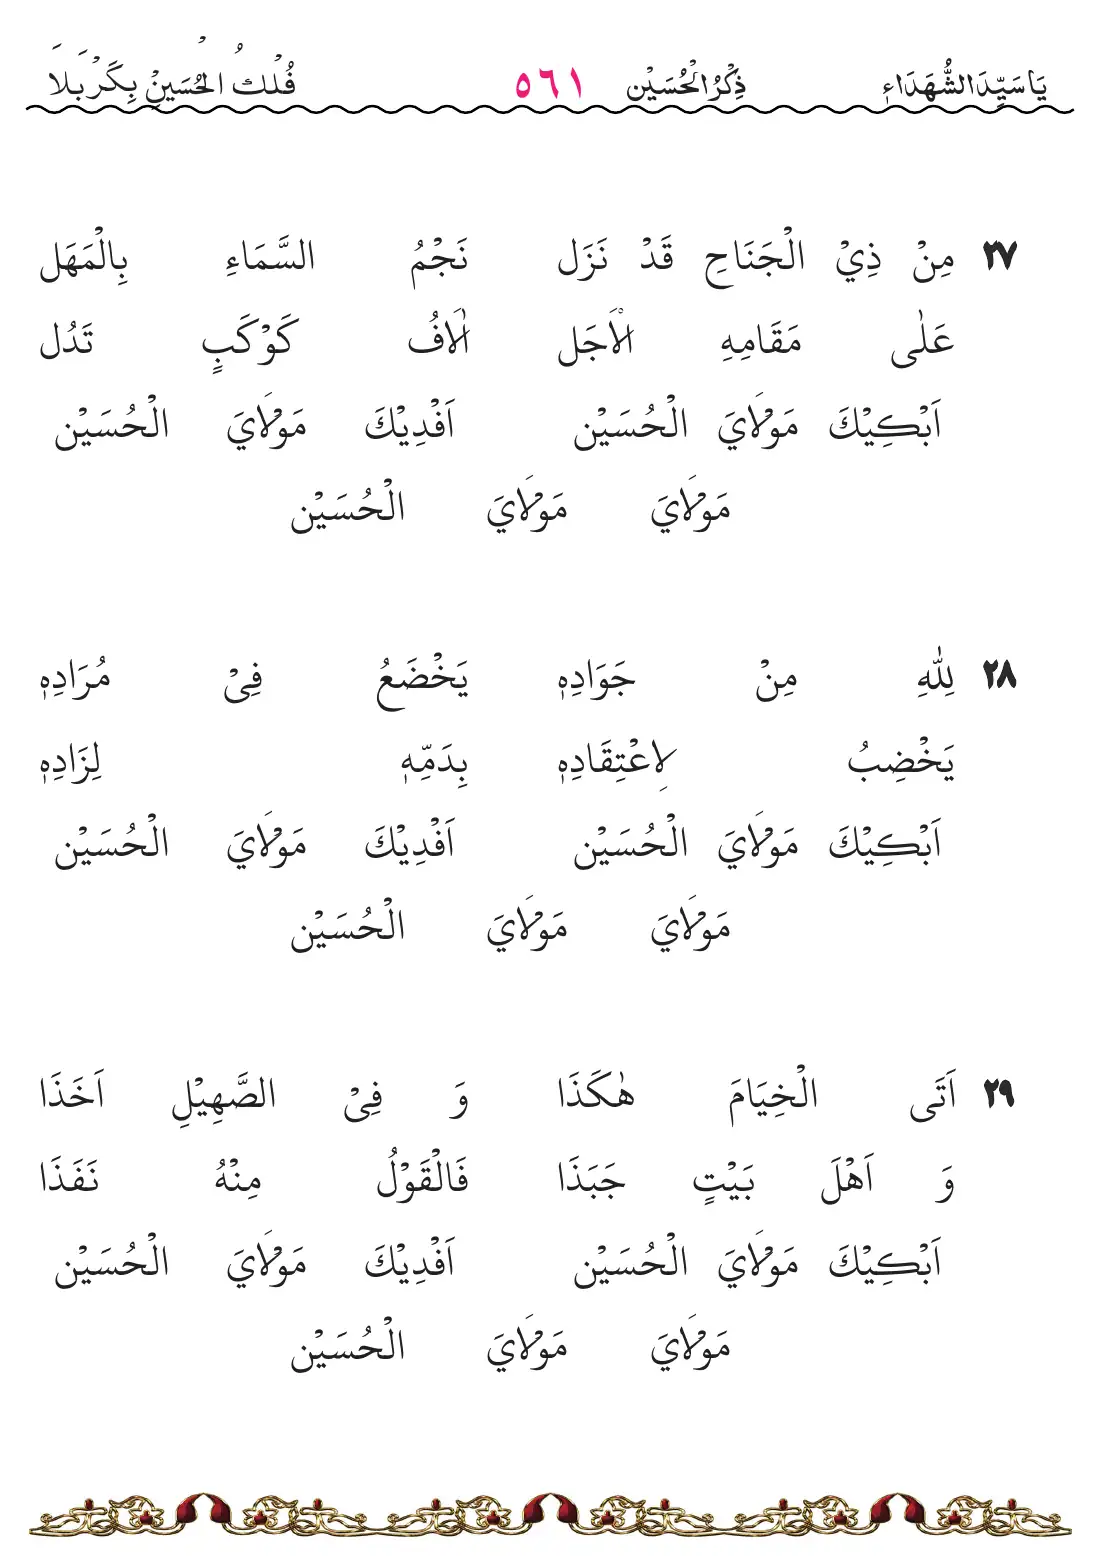 يَا سَيِّدَ الشُّهَدَاءِ ذِكْرُ الْحُسَيْن ٥٦١ فُلْكُ الْحُسَيْنِ بِكَرْبَلَا
٢٧ مِنْ ذِيْ الْجَنَاحِ قَدْ نَزَل نَجْمُ السَّمَاءِ بِالْمَهَل
عَلٰى مَقَامِهِ الْاَجَل اٰلَافُ كَوْكَبٍ تَدُل
اَبْكِيْكَ مَوْلَايَ الْحُسَيْن اَفْدِيْكَ مَوْلَايَ الْحُسَيْن
مَوْلَايَ مَوْلَايَ الْحُسَيْن
٢٨ لِلّٰهِ مِنْ جَوَادِهٖ يَخْضَعُ فِيْ مُرَادِهٖ
يَخْضِبُ لِاعْتِقَادِهٖ بِدَمِّهٖ لِزَادِهٖ
اَبْكِيْكَ مَوْلَايَ الْحُسَيْن اَفْدِيْكَ مَوْلَايَ الْحُسَيْن
مَوْلَايَ مَوْلَايَ الْحُسَيْن
٢٩ اَتَى الْخِيَامَ هٰكَذَا وَ فِيْ الصَّهِيْلِ اَخَذَا
وَ اَهْلَ بَيْتٍ جَبَذَا فَالْقَوْلُ مِنْهُ نَفَذَا
اَبْكِيْكَ مَوْلَايَ الْحُسَيْن اَفْدِيْكَ مَوْلَايَ الْحُسَيْن
مَوْلَايَ مَوْلَايَ الْحُسَيْن